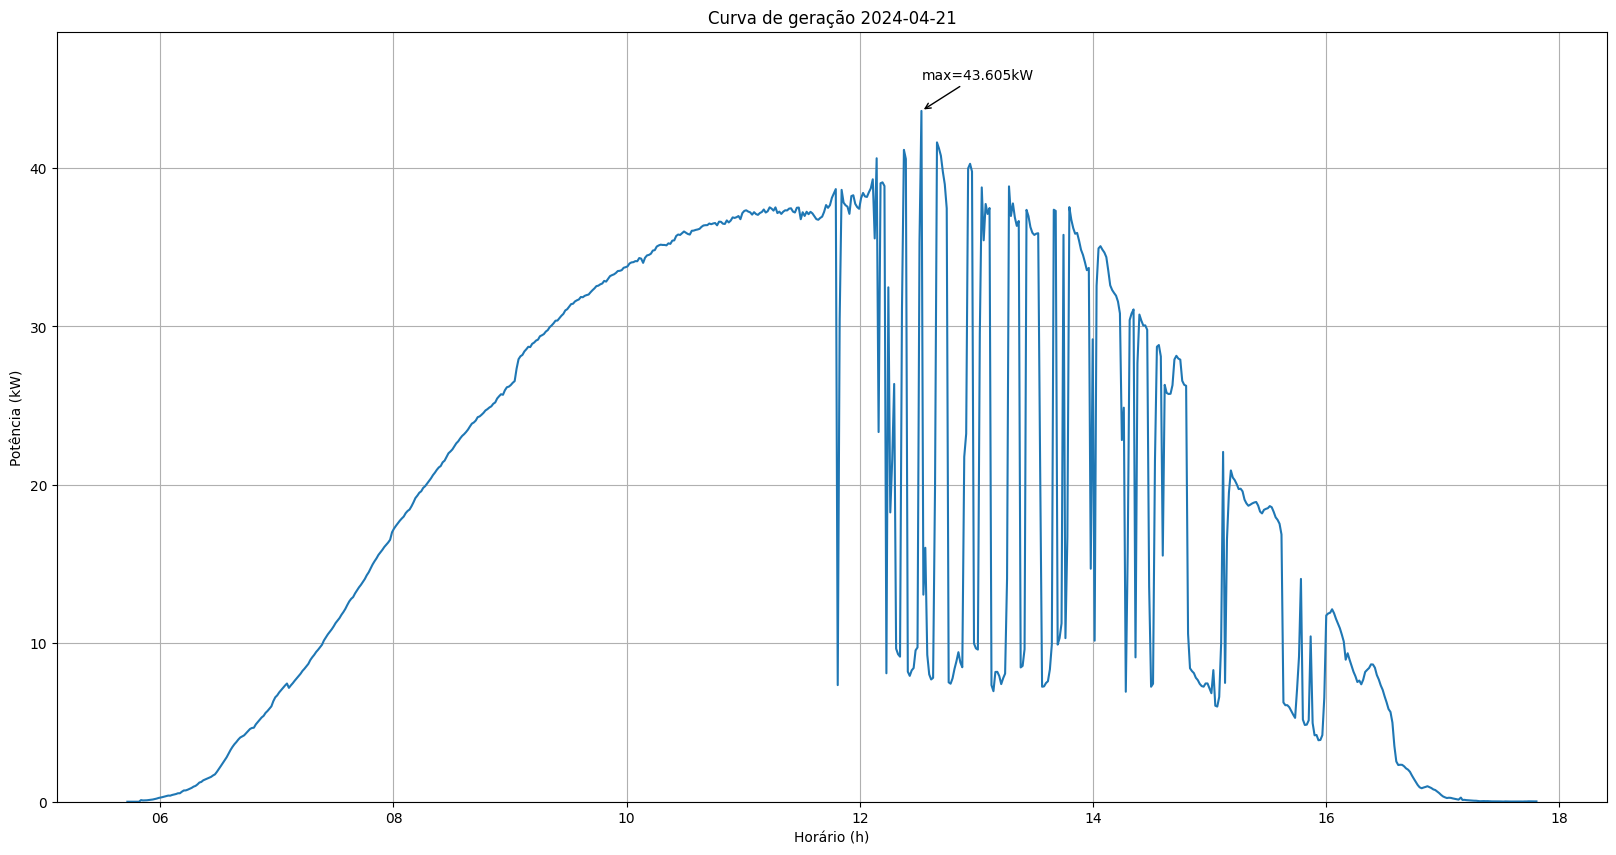 Curva de geração 2024-04-21
max=43.605kW
Potência (kW)
40
30
20
10
0
06 08 10 12 14 16 18
Horário (h)